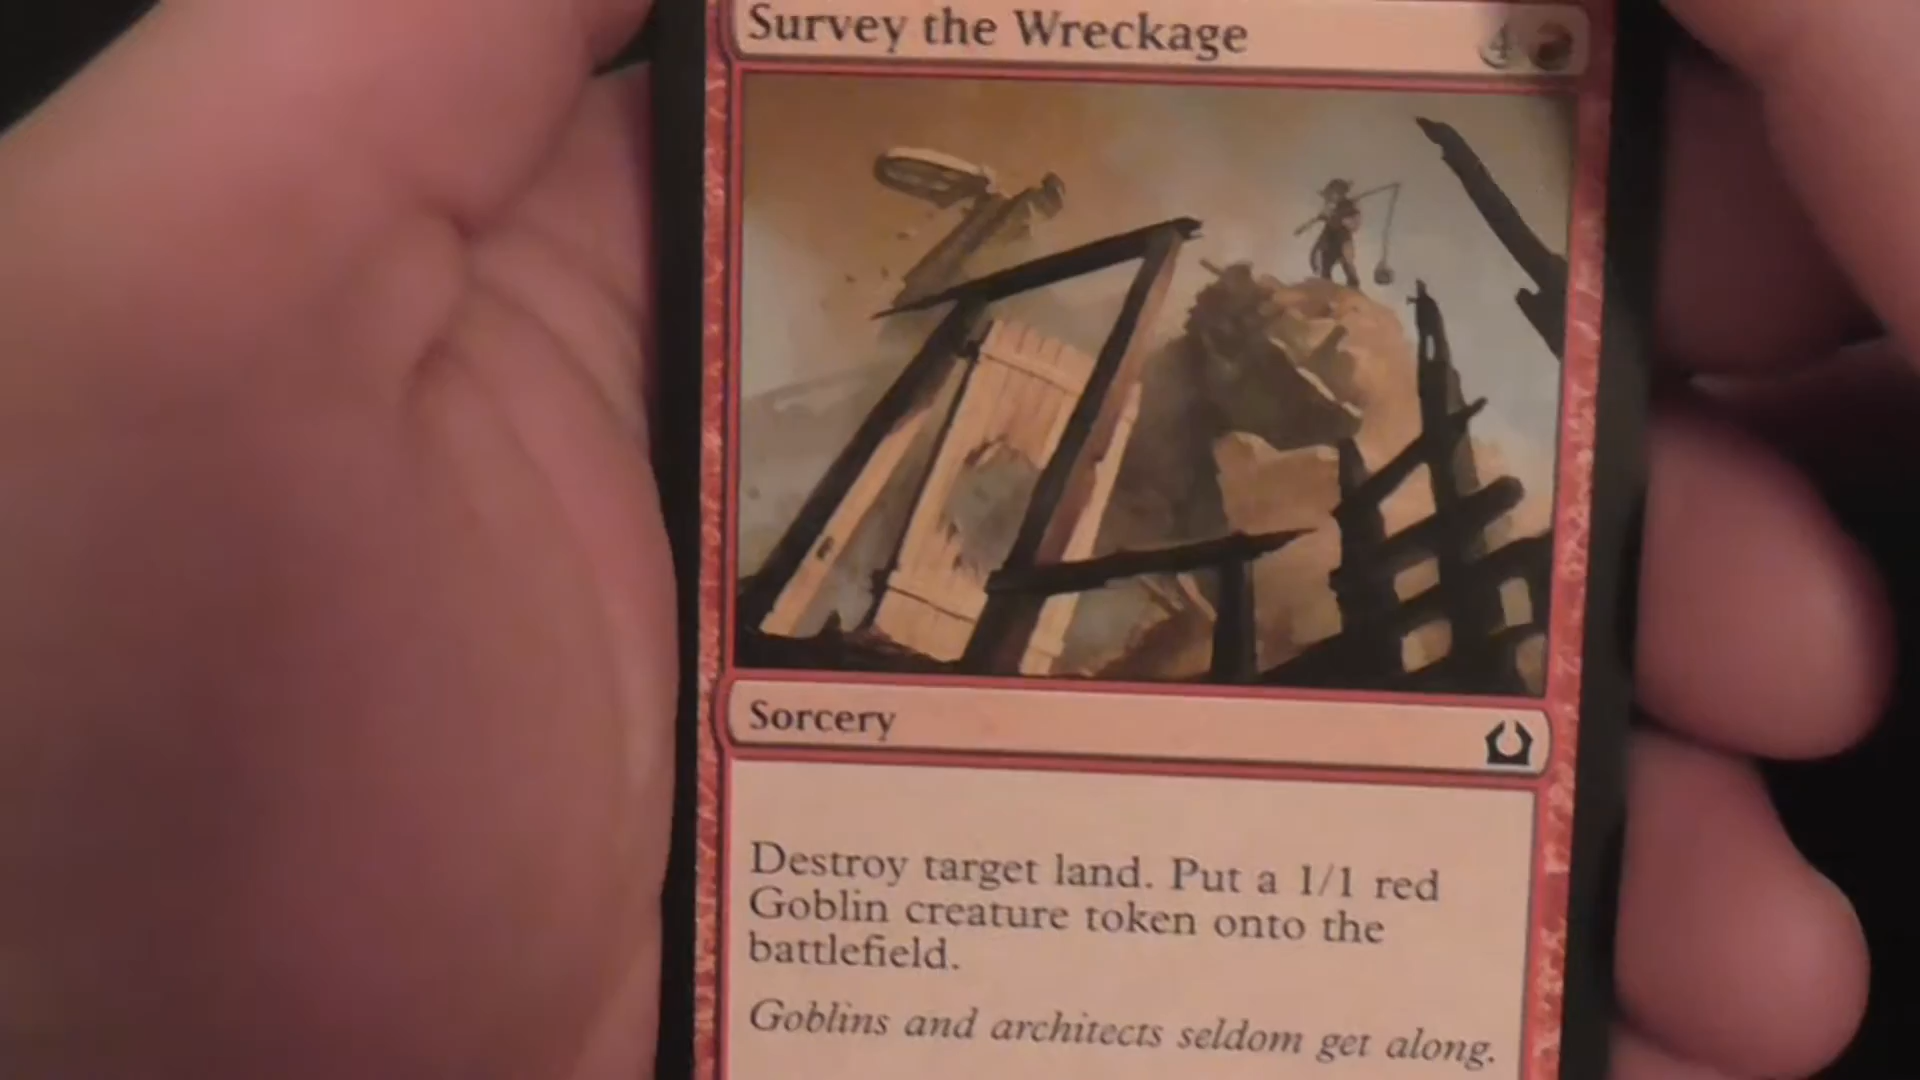 Survey the Wreckage 4
Sorcery
Destroy target land. Put a 1/1 red
Goblin creature token onto the
battlefield.
Goblins and architects seldom get along.